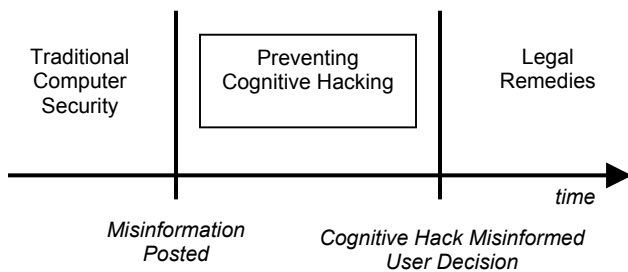 Traditional
Computer
Security
Preventing
Cognitive Hacking
Legal
Remedies
time
Misinformation
Posted
Cognitive Hack Misinformed
User Decision